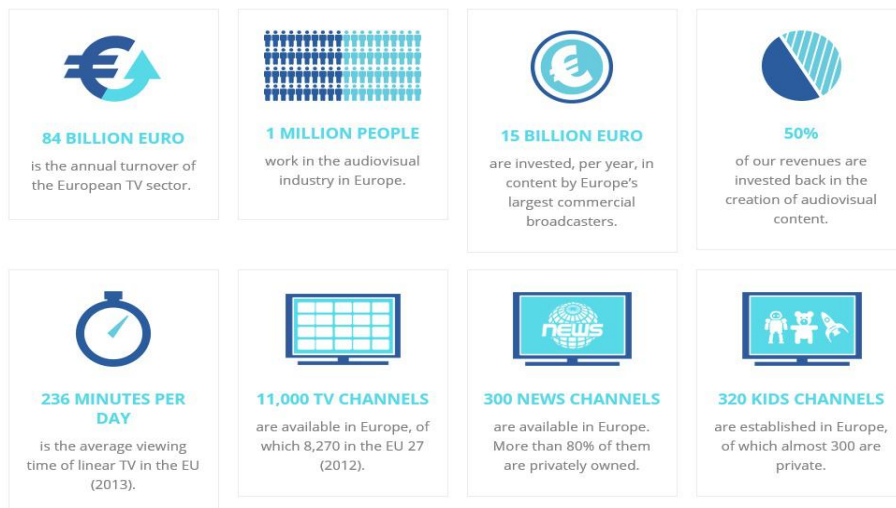 84 BILLION EURO
is the annual turnover of
the European TV sector.
1 MILLION PEOPLE
work in the audiovisual
industry in Europe.
15 BILLION EURO
are invested, per year, in
content by Europe's
largest commercial
broadcasters.
50%
of our revenues are
invested back in the
creation of audiovisual
content.
236 MINUTES PER
DAY
is the average viewing
time of linear TV in the EU
(2013).
11,000 TV CHANNELS
are available in Europe, of
which 8,270 in the EU 27
(2012).
news
300 NEWS CHANNELS
are available in Europe.
More than 80% of them
are privately owned.
320 KIDS CHANNELS
are established in Europe,
of which almost 300 are
private.